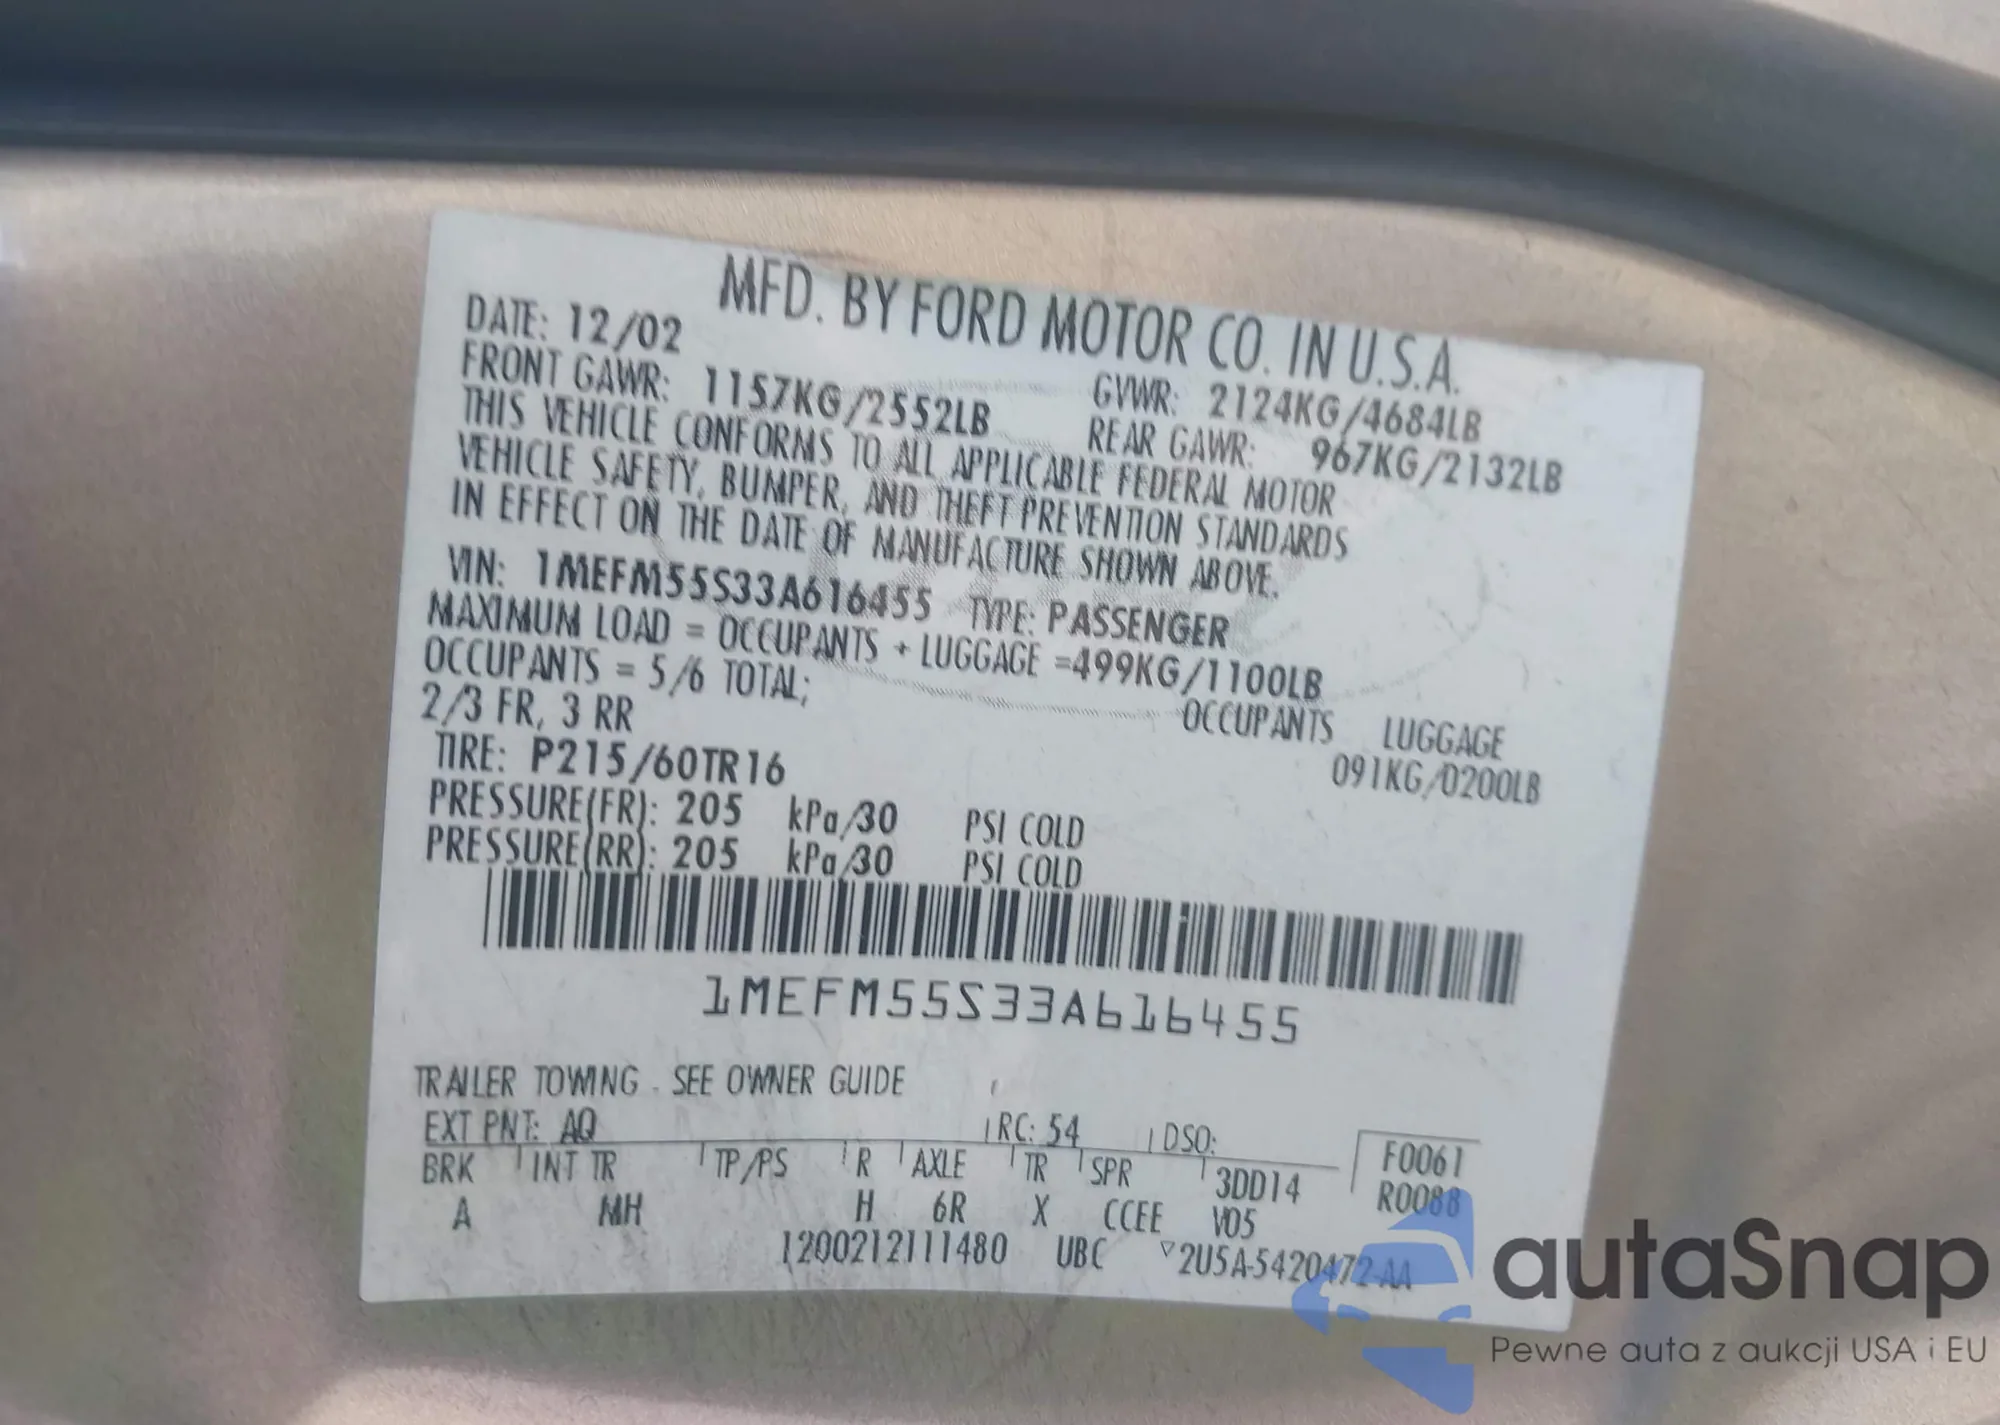 MFD. BY FORD MOTOR CO. IN U.S.A.
DATE: 12/02
GVWR: 2124KG/4684LB
FRONT GAWR: 1157KG/2552LB
REAR GAWR: 967KG/2132LB
THIS VEHICLE CONFORMS TO ALL APPLICABLE FEDERAL MOTOR
VEHICLE SAFETY, BUMPER, AND THEFT PREVENTION STANDARDS
IN EFFECT ON THE DATE OF MANUFACTURE SHOWN ABOVE.
VIN: 1MEFM55S33A616455 TYPE: PASSENGER
MAXIMUM LOAD = OCCUPANTS + LUGGAGE =499KG/1100LB
OCCUPANTS = 5/6 TOTAL; OCCUPANTS LUGGAGE
2/3 FR, 3 RR 091KG/0200LB
TIRE: P215/60TR16
PRESSURE(FR): 205 kPa/30 PSI COLD
PRESSURE(RR): 205 kPa/30 PSI COLD
1MEFM55S33A616455
TRAILER TOWING - SEE OWNER GUIDE
EXT PNT: AQ RC: 54 DSO: F0061
BRK INT TR TP/PS R AXLE TR SPR 3DD14 R0088
A MH H 6R X CCEE V05
1200212111480 UBC ▽2U5A-5420472-AA
autaSnap
Pewne auta z aukcji USA i EU